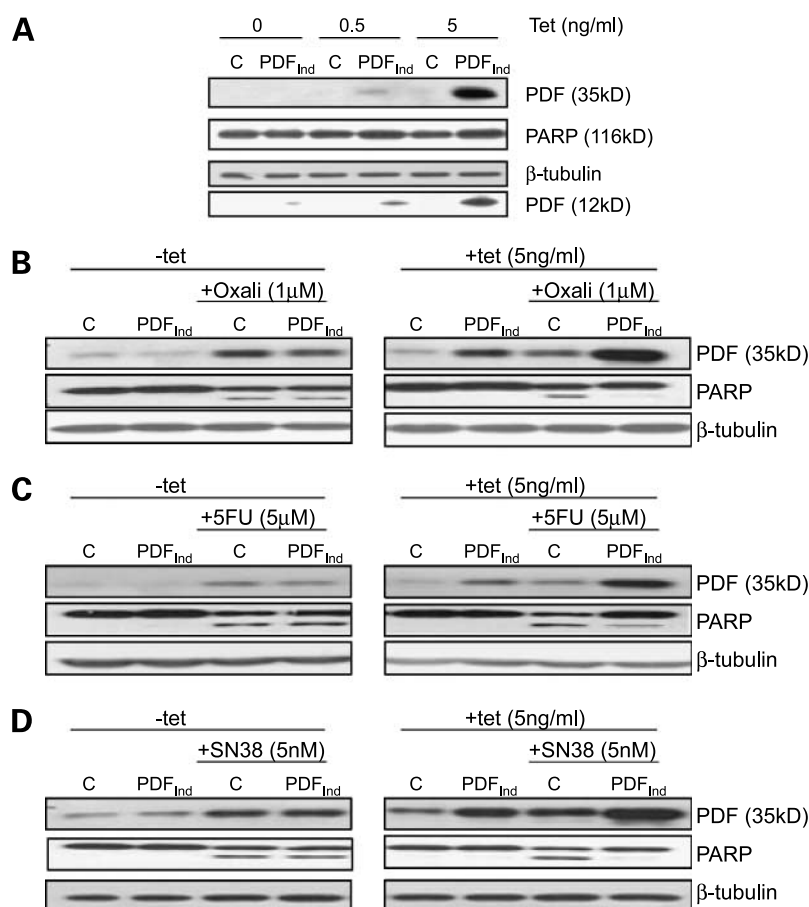 A
0 0.5 5 Tet (ng/ml)
C PDFInd C PDFInd C PDFInd
PDF (35kD)
PARP (116kD)
β-tubulin
PDF (12kD)
B
-tet +tet (5ng/ml)
+Oxali (1μM) +Oxali (1μM)
C PDFInd C PDFInd C PDFInd C PDFInd
PDF (35kD)
PARP
β-tubulin
C
-tet +tet (5ng/ml)
+5FU (5μM) +5FU (5μM)
C PDFInd C PDFInd C PDFInd C PDFInd
PDF (35kD)
PARP
β-tubulin
D
-tet +tet (5ng/ml)
+SN38 (5nM) +SN38 (5nM)
C PDFInd C PDFInd C PDFInd C PDFInd
PDF (35kD)
PARP
β-tubulin